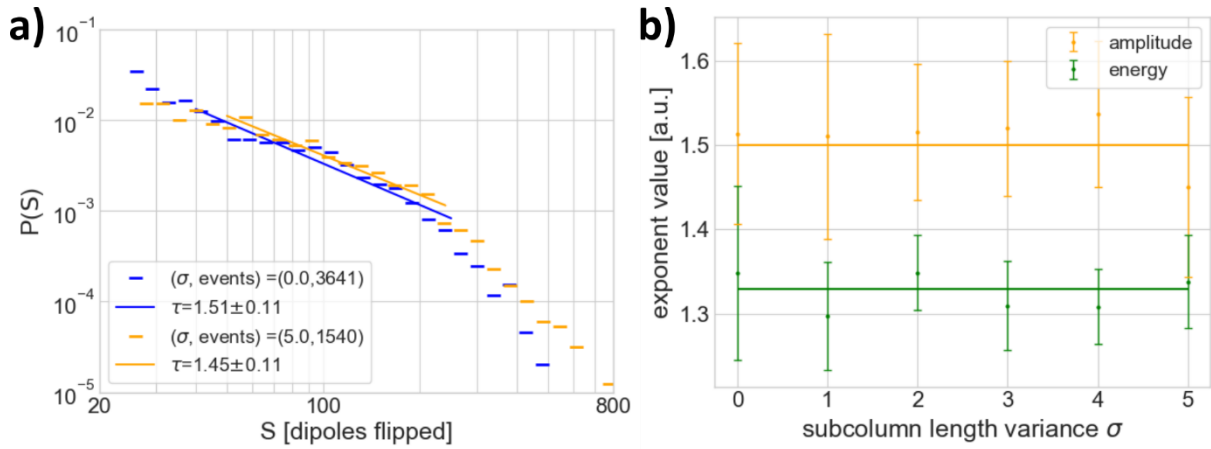 a)
10⁻¹
10⁻²
10⁻³
10⁻⁴
10⁻⁵
P(S)
(σ, events) =(0.0,3641)
τ=1.51±0.11
(σ, events) =(5.0,1540)
τ=1.45±0.11
20
100
800
S [dipoles flipped]
b)
1.6
1.5
1.4
1.3
exponent value [a.u.]
amplitude
energy
0
1
2
3
4
5
subcolumn length variance σ